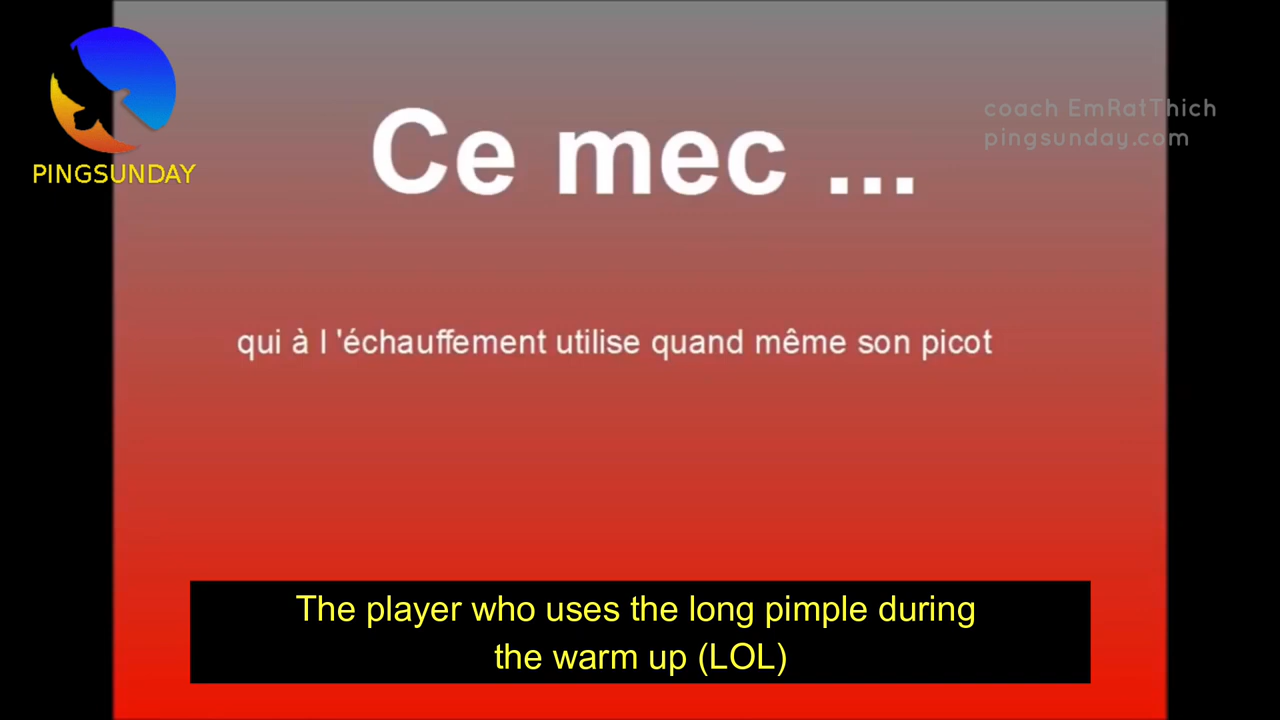 PINGSUNDAY
coach EmRatThich
pingsunday.com
Ce mec ...
qui à l 'échauffement utilise quand même son picot
The player who uses the long pimple during
the warm up (LOL)